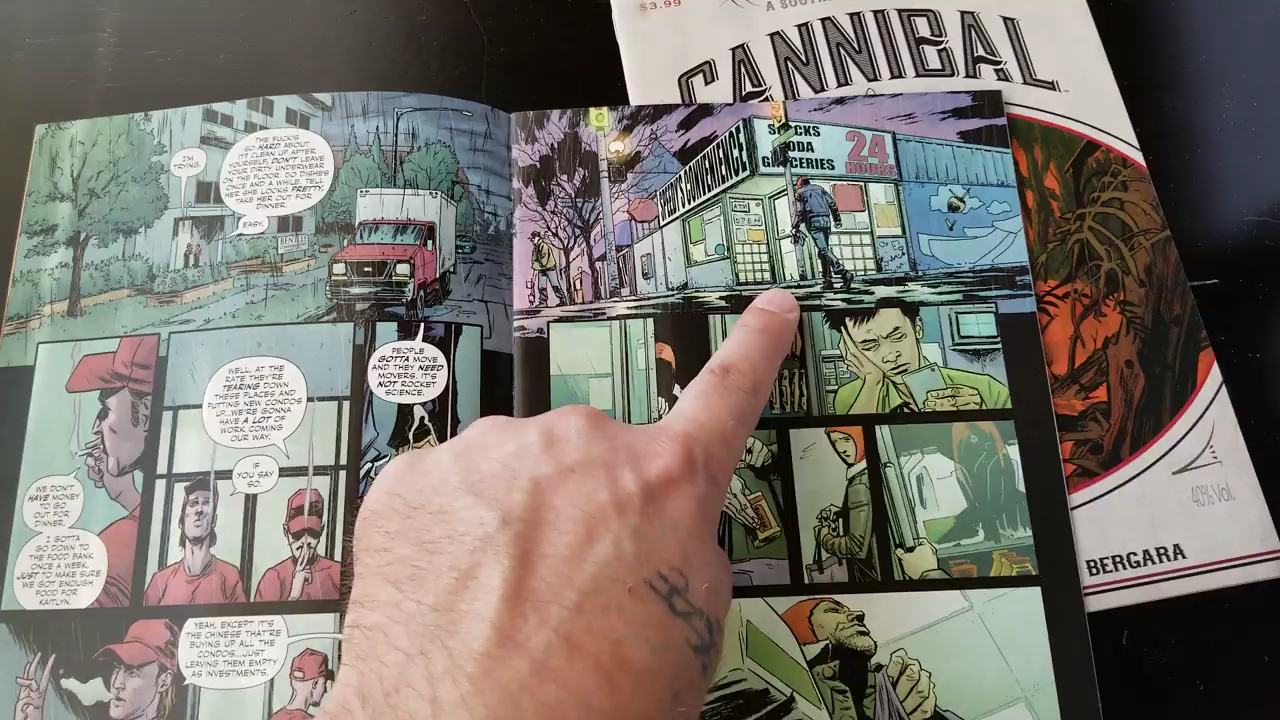 $3.99
CANNIBAL
I'M
TRYING.
THE FUCK'S
SO HARD ABOUT
IT? CLEAN UP AFTER
YOURSELF, DON'T LEAVE
YOUR DIRTY UNDERWEAR
ON THE FLOOR. DO DISHES
ONCE AND A WHILE. TELL
HER SHE LOOKS PRETTY.
TAKE HER OUT FOR
DINNER.
EASY.
WE DON'T
HAVE MONEY
TO GO
OUT FOR
DINNER.
I GOTTA
GO DOWN TO
THE FOOD BANK
ONCE A WEEK,
JUST TO MAKE SURE
WE GOT ENOUGH
FOOD FOR
KAITLYN.
WELL, AT THE
RATE THEY'RE
TEARING DOWN
THESE PLACES AND
PUTTING NEW CONDOS
UP...WE'RE GONNA
HAVE A LOT OF
WORK COMING
OUR WAY.
IF
YOU SAY
SO.
PEOPLE
GOTTA MOVE
AND THEY NEED
MOVERS. IT'S
NOT ROCKET
SCIENCE.
YEAH, EXCEPT IT'S
THE CHINESE THAT'RE
BUYING UP ALL THE
CONDOS...JUST
LEAVING THEM EMPTY
AS INVESTMENTS.
CONVENIENCE
SODA
GROCERIES
24
HOURS
ATM
OPEN
40% Vol.
BERGARA